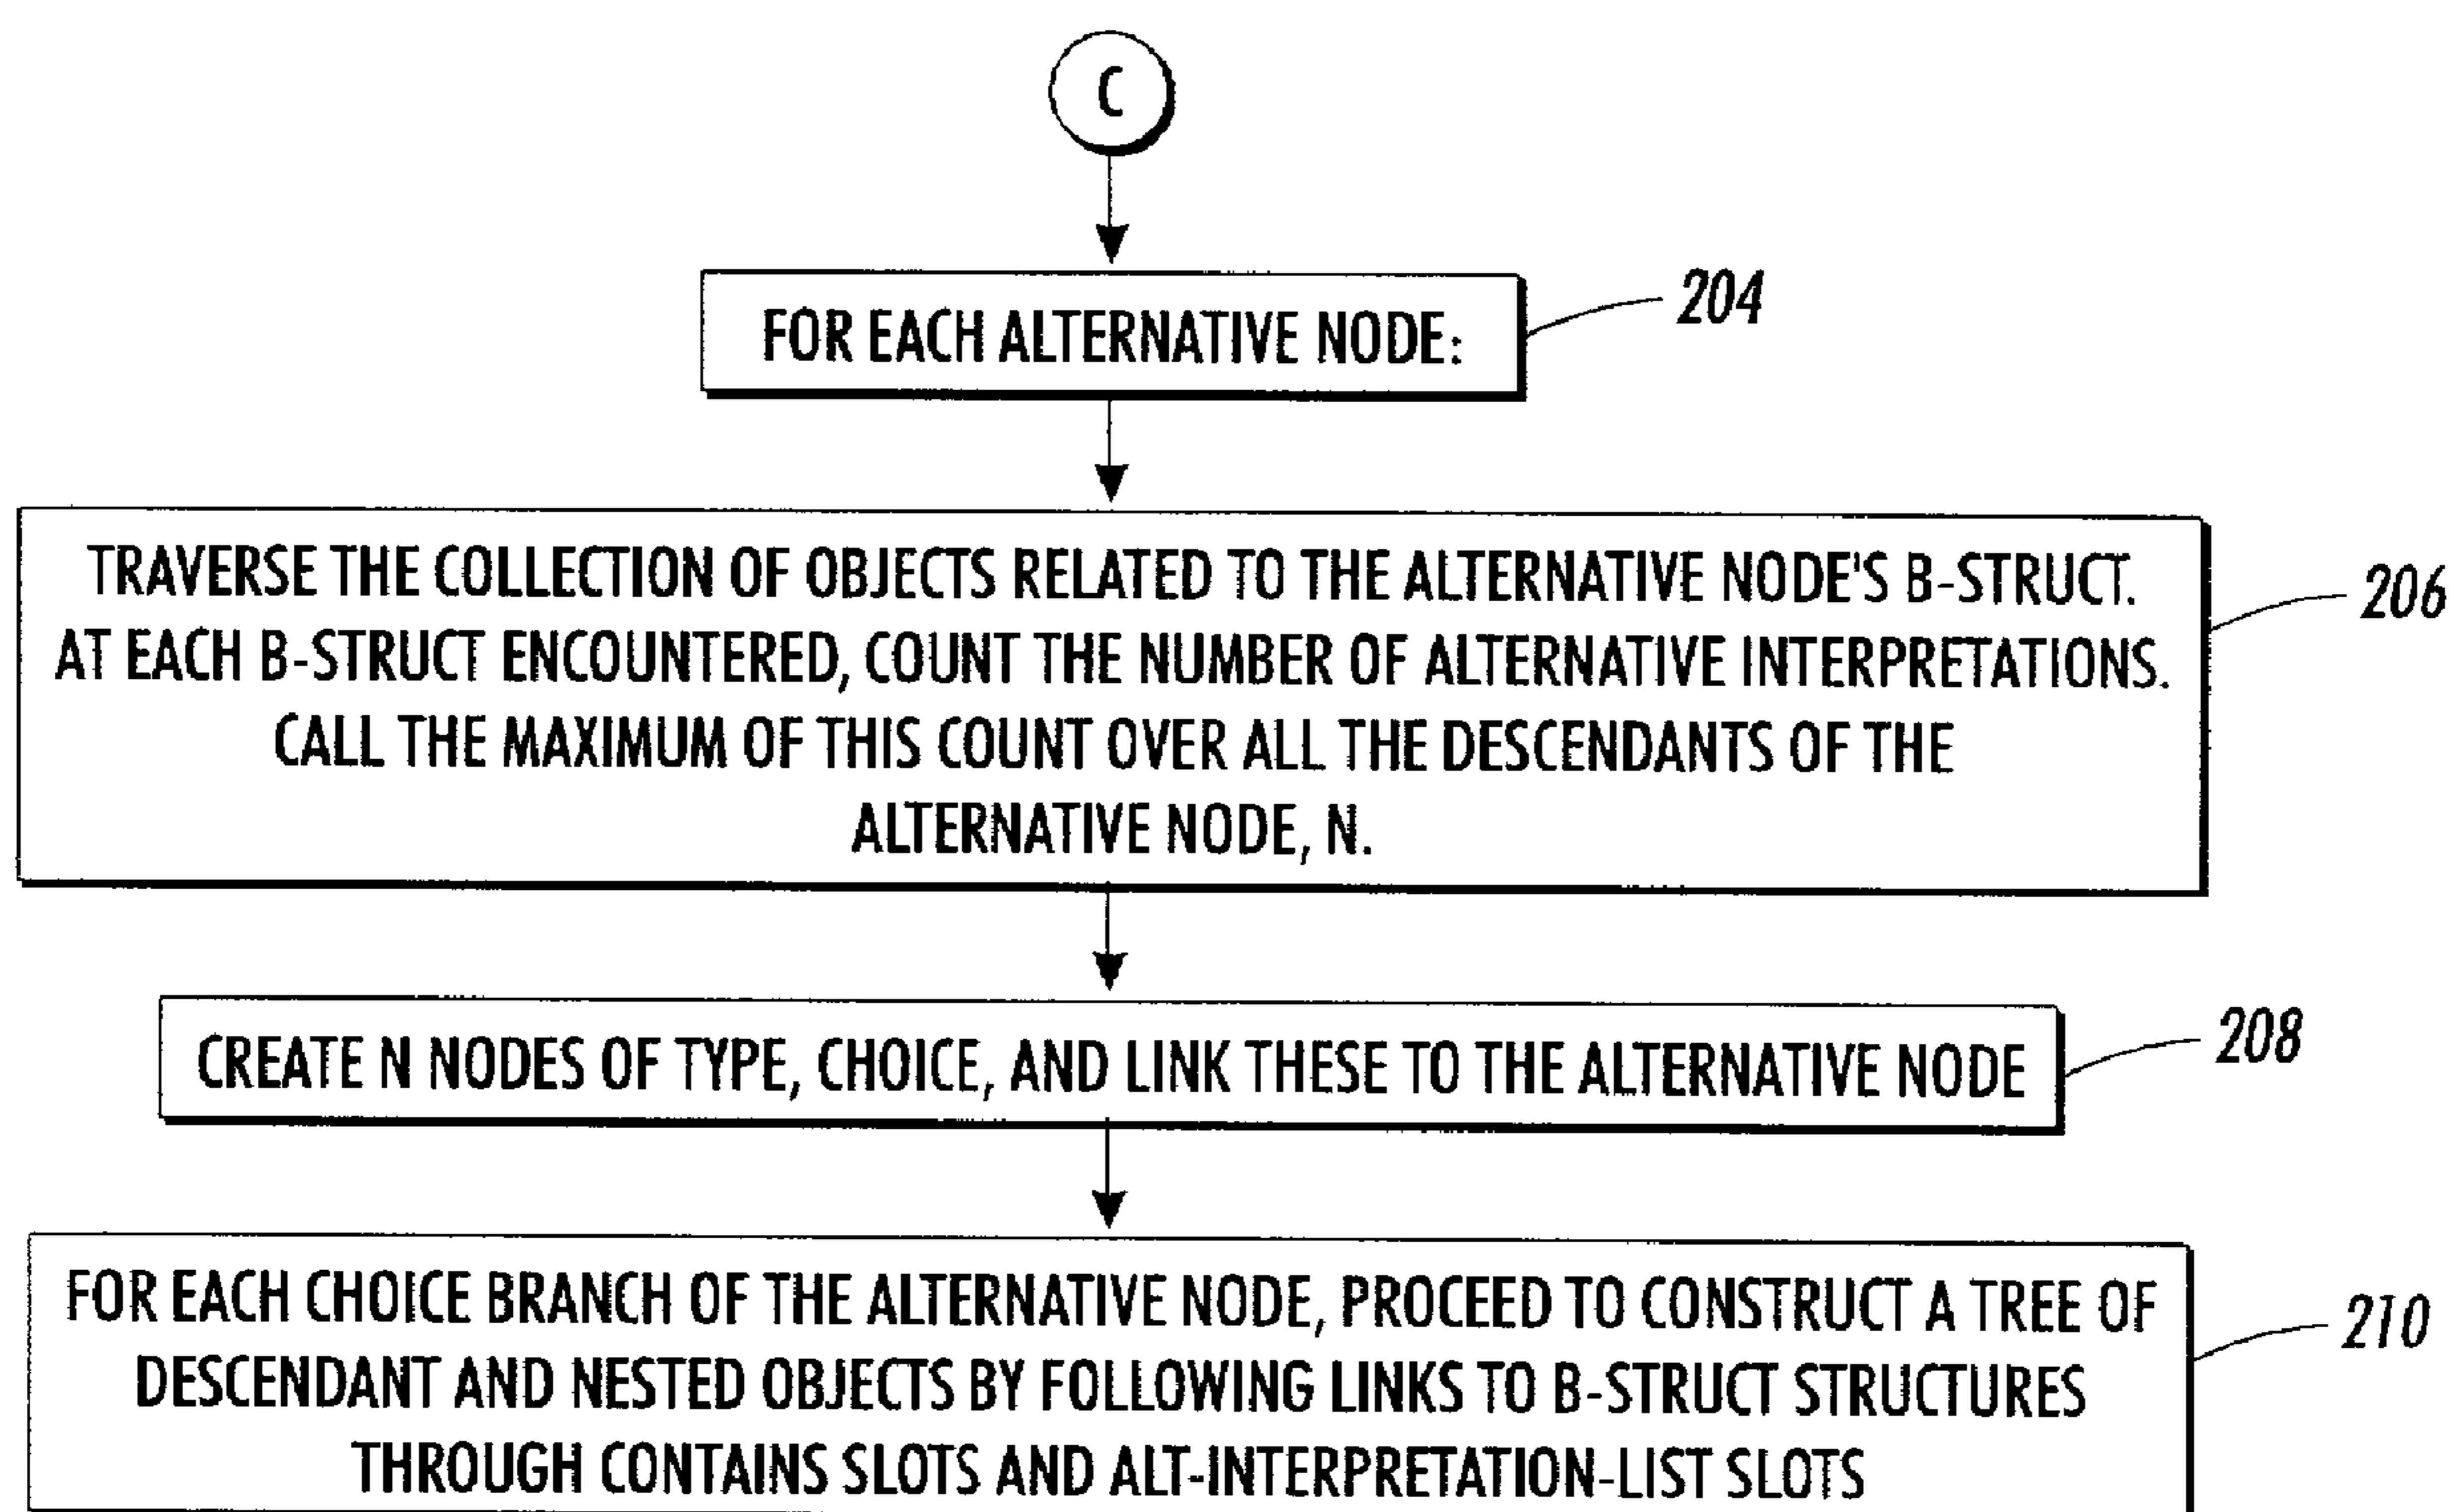 C
FOR EACH ALTERNATIVE NODE:
204
TRAVERSE THE COLLECTION OF OBJECTS RELATED TO THE ALTERNATIVE NODE'S B-STRUCT.
AT EACH B-STRUCT ENCOUNTERED, COUNT THE NUMBER OF ALTERNATIVE INTERPRETATIONS.
CALL THE MAXIMUM OF THIS COUNT OVER ALL THE DESCENDANTS OF THE
ALTERNATIVE NODE, N.
206
CREATE N NODES OF TYPE, CHOICE, AND LINK THESE TO THE ALTERNATIVE NODE
208
FOR EACH CHOICE BRANCH OF THE ALTERNATIVE NODE, PROCEED TO CONSTRUCT A TREE OF
DESCENDANT AND NESTED OBJECTS BY FOLLOWING LINKS TO B-STRUCT STRUCTURES
THROUGH CONTAINS SLOTS AND ALT-INTERPRETATION-LIST SLOTS
210